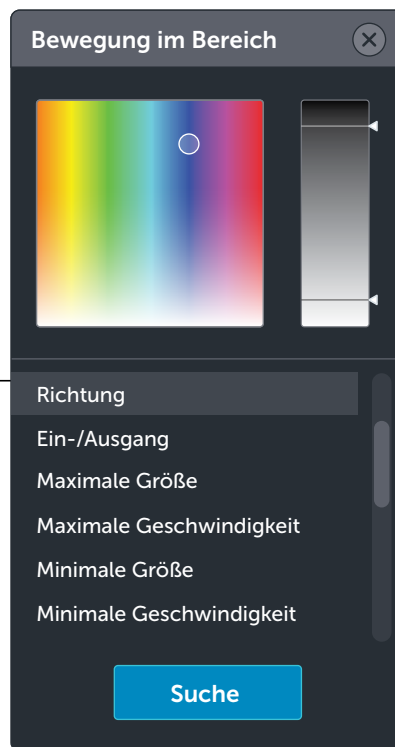 Bewegung im Bereich
Richtung
Ein-/Ausgang
Maximale Größe
Maximale Geschwindigkeit
Minimale Größe
Minimale Geschwindigkeit
Suche